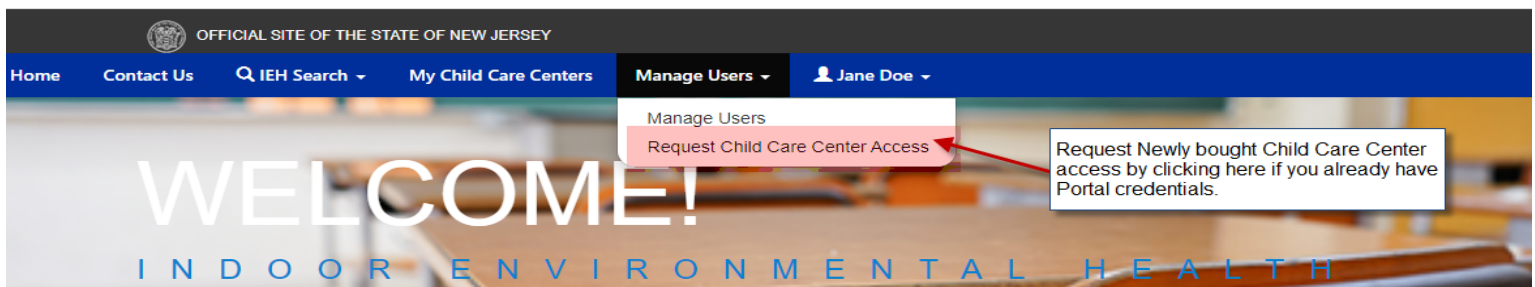 OFFICIAL SITE OF THE STATE OF NEW JERSEY
Home Contact Us IEH Search My Child Care Centers Manage Users Jane Doe
Manage Users
Request Child Care Center Access
Request Newly bought Child Care Center
access by clicking here if you already have
Portal credentials.
WELCOME!
INDOOR ENVIRONMENTAL HEALTH